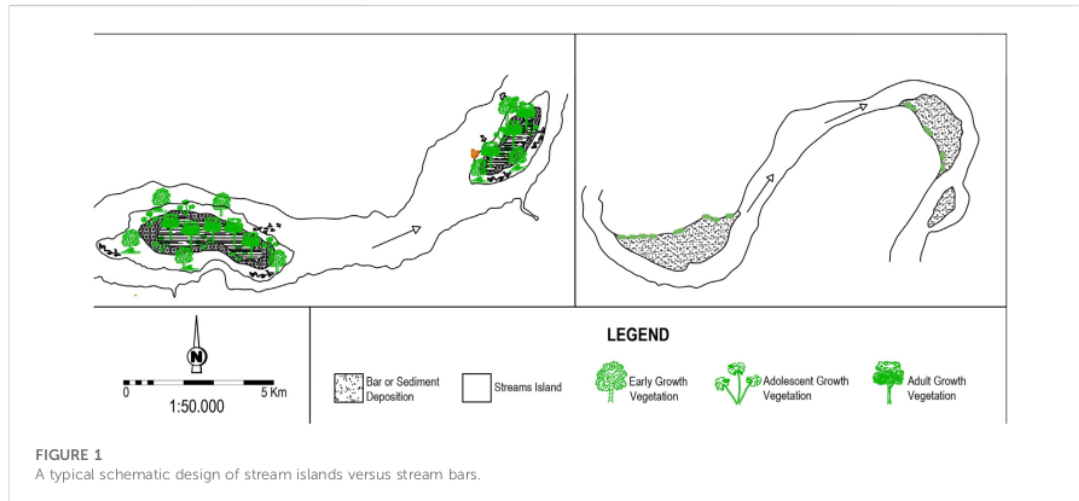 N
0 5 Km
1:50.000
LEGEND
Bar or Sediment
Deposition
Streams Island
Early Growth
Vegetation
Adolescent Growth
Vegetation
Adult Growth
Vegetation
FIGURE 1
A typical schematic design of stream islands versus stream bars.